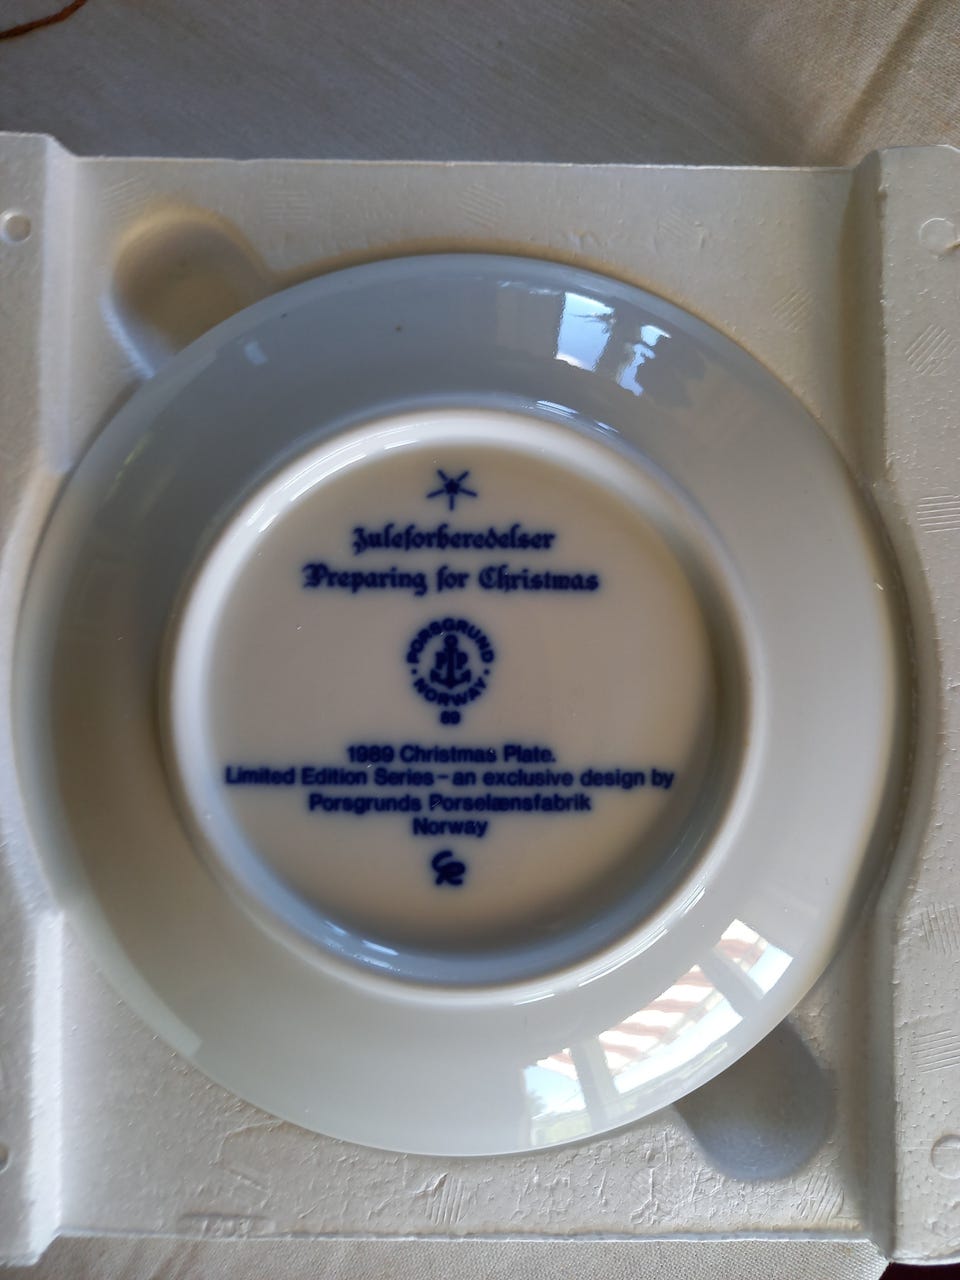 Juleforberedelser
Preparing for Christmas
PORSGRUND
PP
· NORWAY ·
89
1989 Christmas Plate.
Limited Edition Series – an exclusive design by
Porsgrunds Porselænsfabrik
Norway